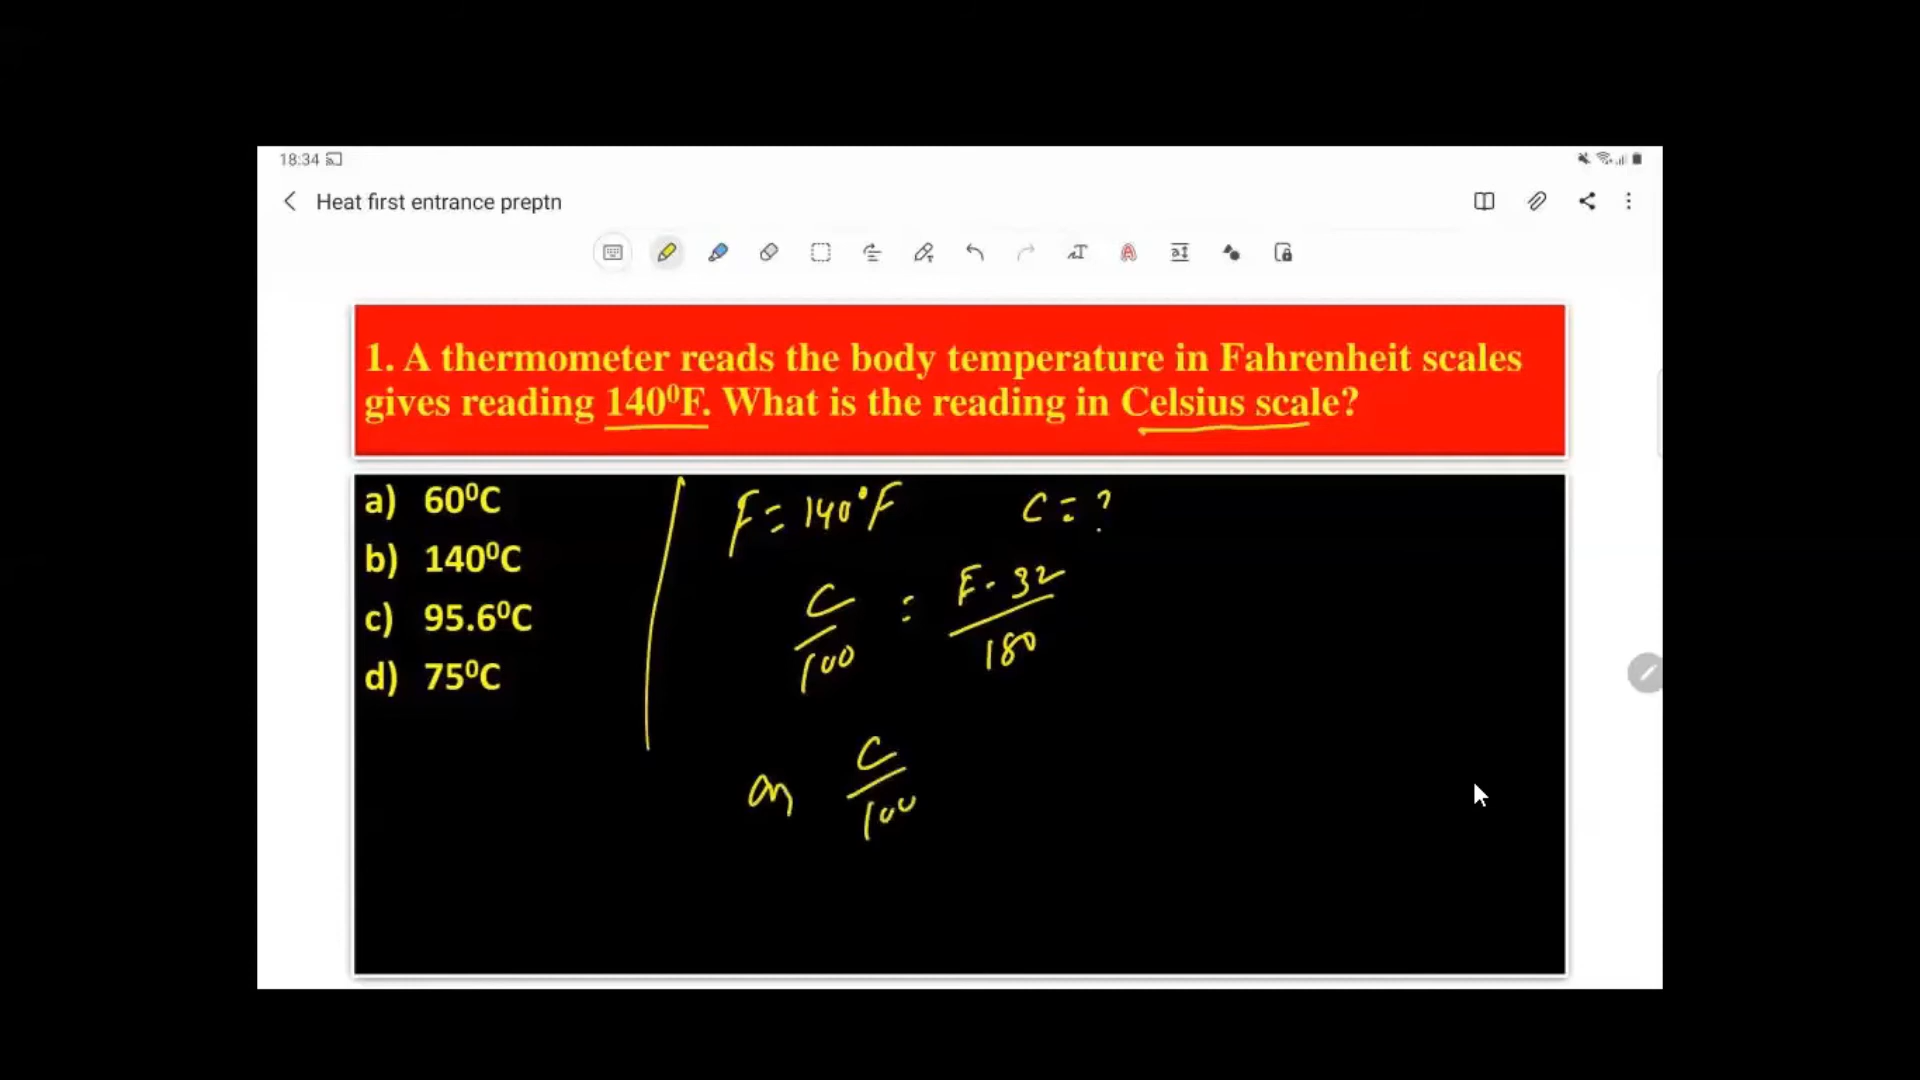 18:34
Heat first entrance preptn
1. A thermometer reads the body temperature in Fahrenheit scales
gives reading 140⁰F. What is the reading in Celsius scale?
a) 60⁰C
b) 140⁰C
c) 95.6⁰C
d) 75⁰C
F = 140°F C = ?
C/100 = F - 32/180
or C/100